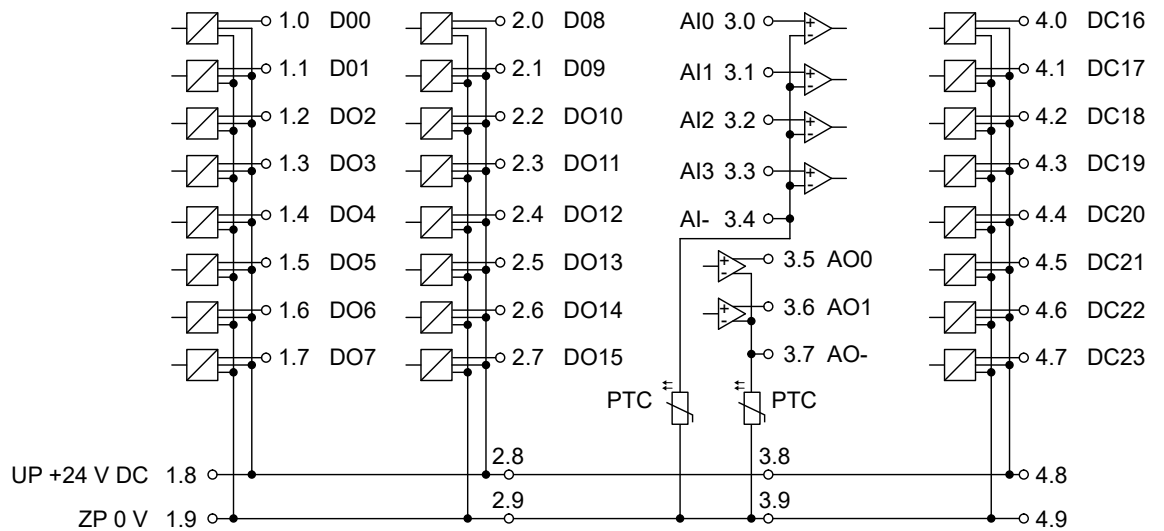 1.0 D00 2.0 D08 AI0 3.0 4.0 DC16
1.1 D01 2.1 D09 AI1 3.1 4.1 DC17
1.2 DO2 2.2 DO10 AI2 3.2 4.2 DC18
1.3 DO3 2.3 DO11 AI3 3.3 4.3 DC19
1.4 DO4 2.4 DO12 AI- 3.4 4.4 DC20
1.5 DO5 2.5 DO13 3.5 AO0 4.5 DC21
1.6 DO6 2.6 DO14 3.6 AO1 4.6 DC22
1.7 DO7 2.7 DO15 3.7 AO- 4.7 DC23
PTC PTC
UP +24 V DC 1.8 2.8 3.8 4.8
ZP 0 V 1.9 2.9 3.9 4.9